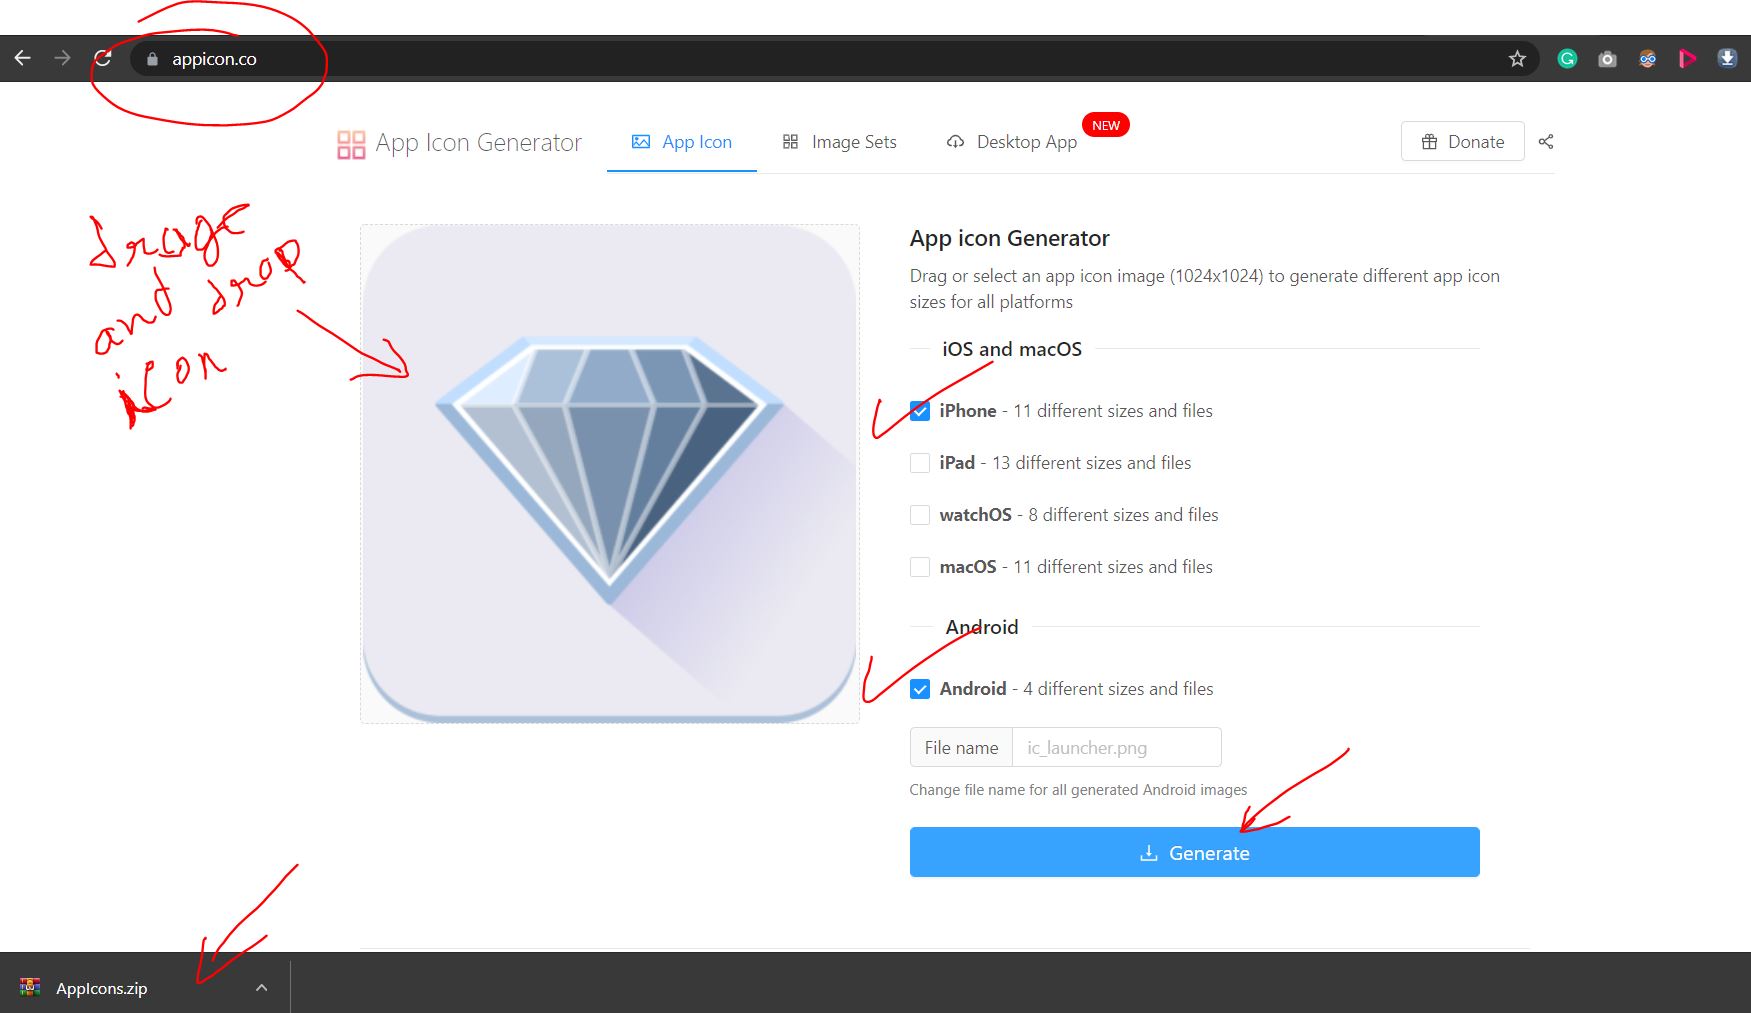 appicon.co
App Icon Generator
App Icon
Image Sets
Desktop App
NEW
Donate
drage
and drop
icon
App icon Generator
Drag or select an app icon image (1024x1024) to generate different app icon
sizes for all platforms
iOS and macOS
iPhone - 11 different sizes and files
iPad - 13 different sizes and files
watchOS - 8 different sizes and files
macOS - 11 different sizes and files
Android
Android - 4 different sizes and files
File name ic_launcher.png
Change file name for all generated Android images
Generate
AppIcons.zip